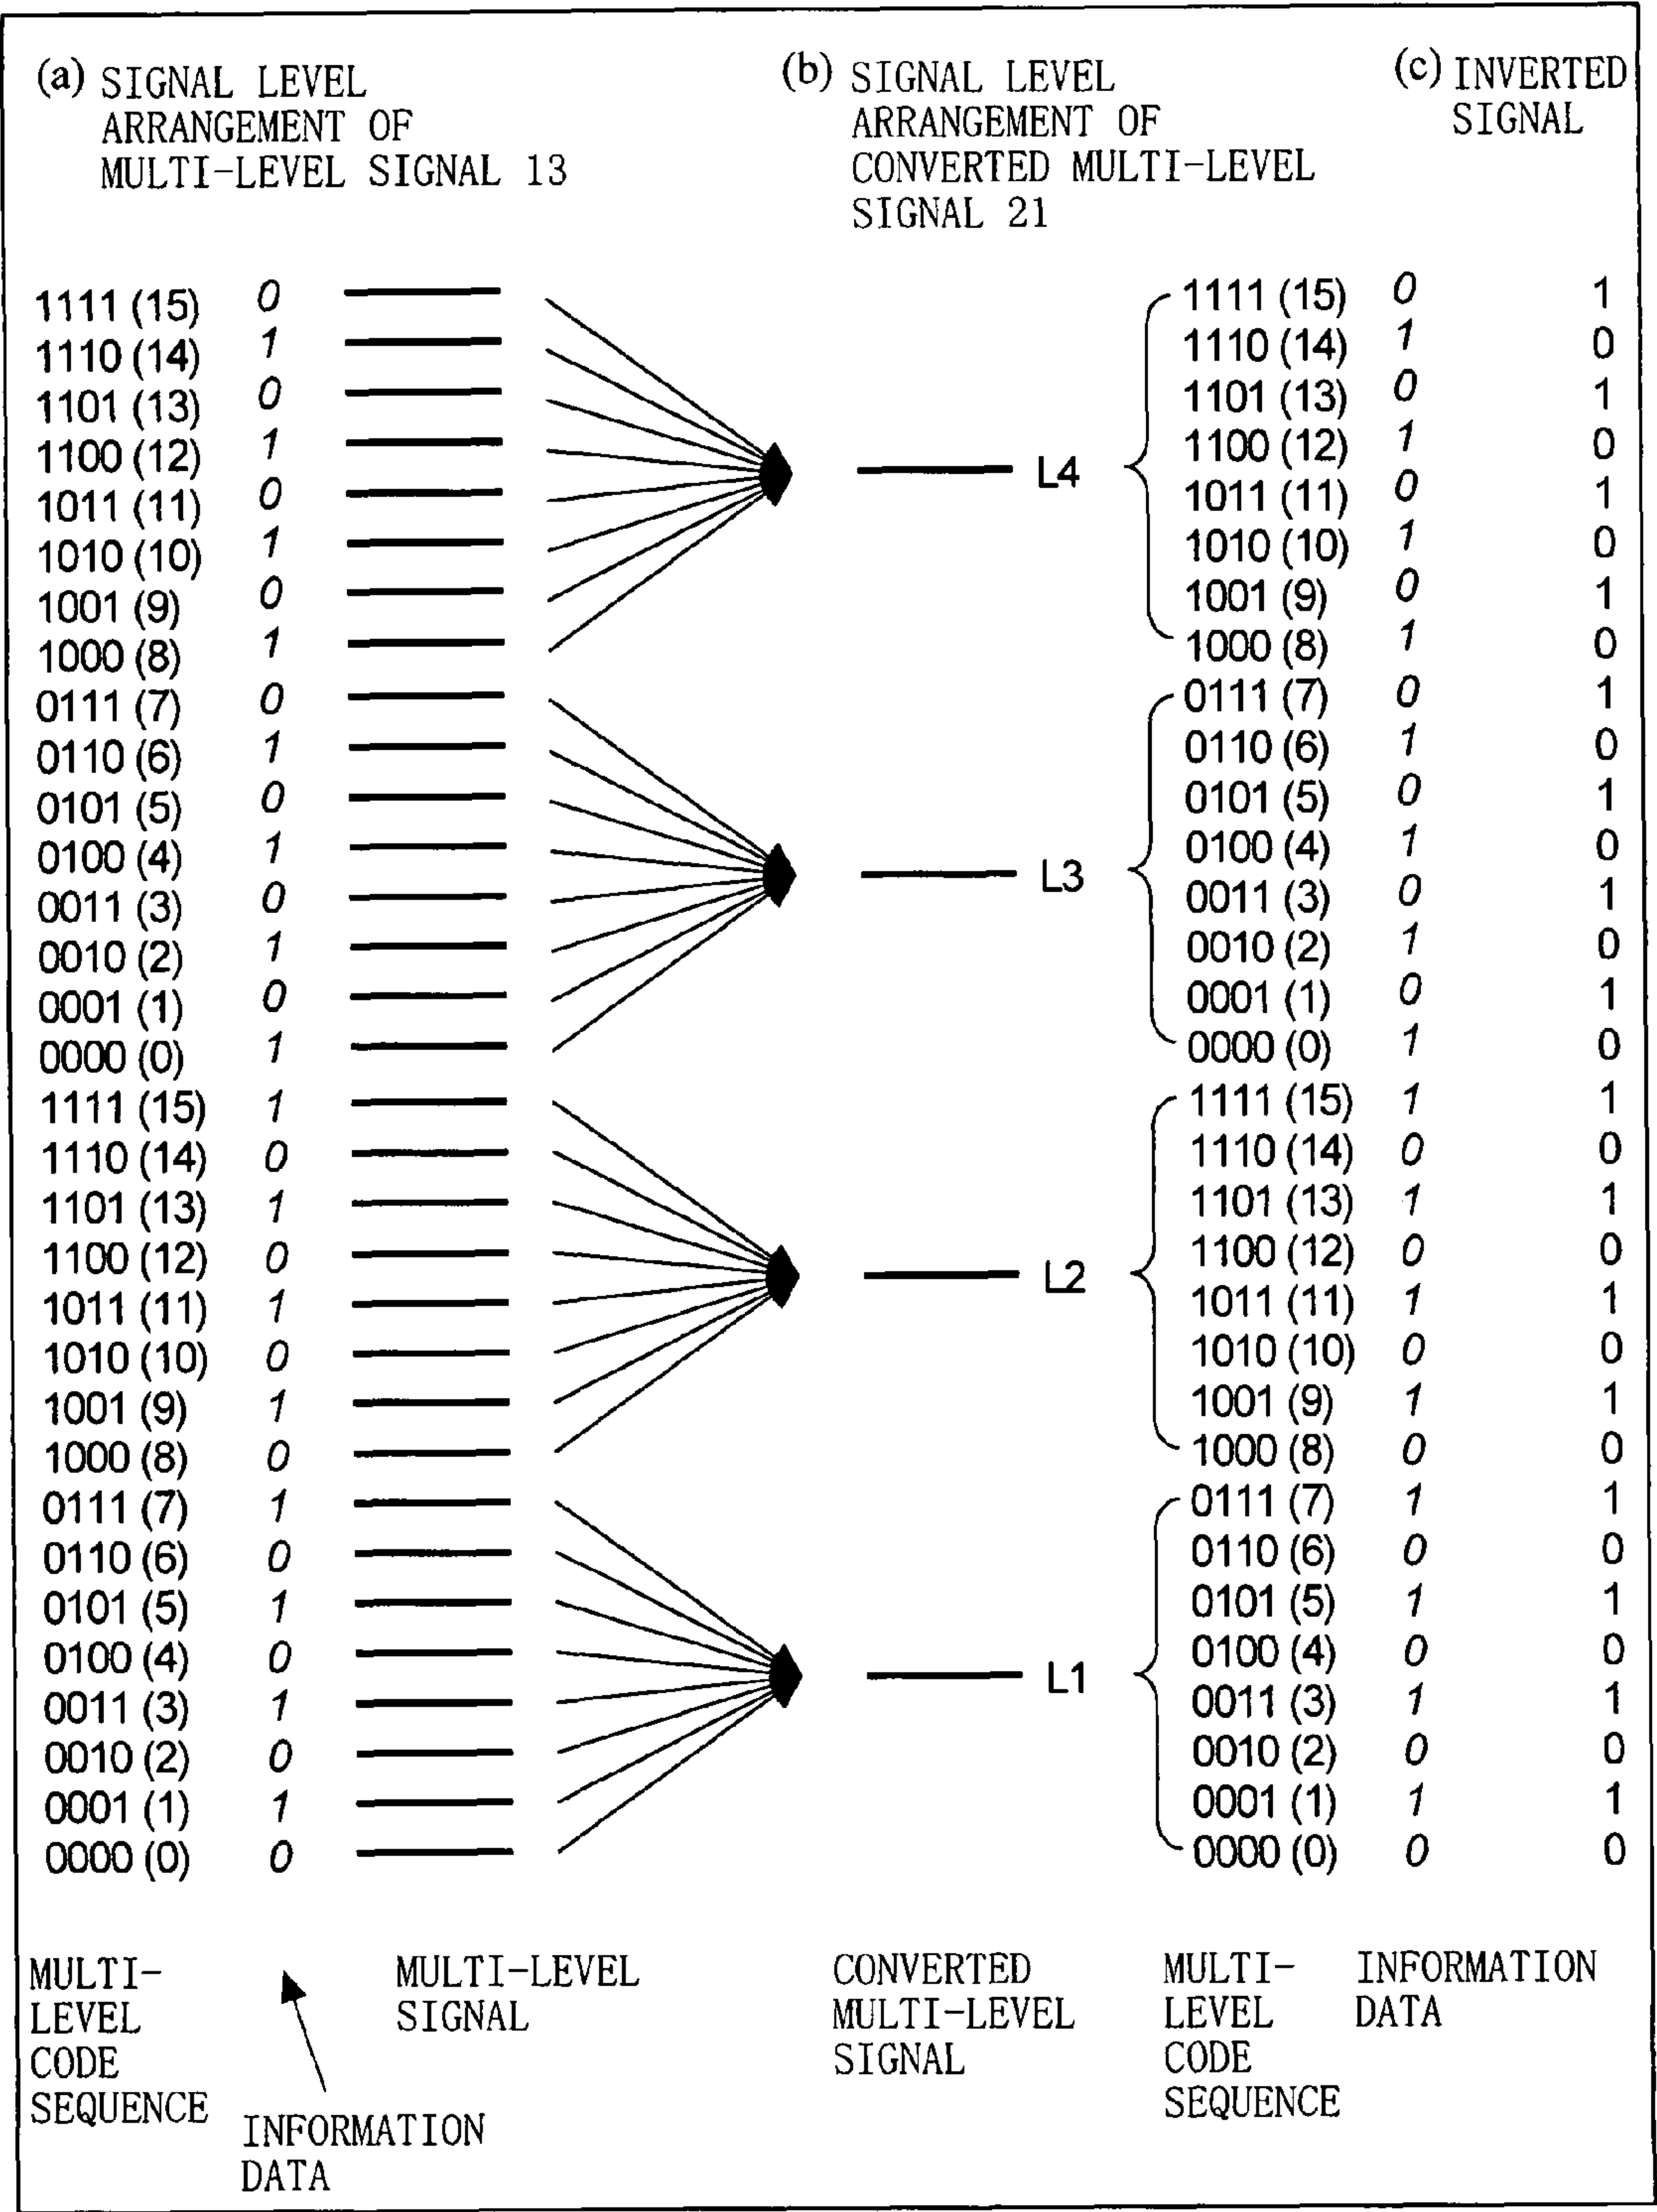 (a) SIGNAL LEVEL
ARRANGEMENT OF
MULTI-LEVEL SIGNAL 13
(b) SIGNAL LEVEL
ARRANGEMENT OF
CONVERTED MULTI-LEVEL
SIGNAL 21
(c) INVERTED
SIGNAL
1111 (15) 0 1111 (15) 0 1
1110 (14) 1 1110 (14) 1 0
1101 (13) 0 1101 (13) 0 1
1100 (12) 1 1100 (12) 1 0
L4
1011 (11) 0 1011 (11) 0 1
1010 (10) 1 1010 (10) 1 0
1001 (9) 0 1001 (9) 0 1
1000 (8) 1 1000 (8) 1 0
0111 (7) 0 0111 (7) 0 1
0110 (6) 1 0110 (6) 1 0
0101 (5) 0 0101 (5) 0 1
0100 (4) 1 0100 (4) 1 0
L3
0011 (3) 0 0011 (3) 0 1
0010 (2) 1 0010 (2) 1 0
0001 (1) 0 0001 (1) 0 1
0000 (0) 1 0000 (0) 1 0
1111 (15) 1 1111 (15) 1 1
1110 (14) 0 1110 (14) 0 0
1101 (13) 1 1101 (13) 1 1
1100 (12) 0 1100 (12) 0 0
L2
1011 (11) 1 1011 (11) 1 1
1010 (10) 0 1010 (10) 0 0
1001 (9) 1 1001 (9) 1 1
1000 (8) 0 1000 (8) 0 0
0111 (7) 1 0111 (7) 1 1
0110 (6) 0 0110 (6) 0 0
0101 (5) 1 0101 (5) 1 1
0100 (4) 0 0100 (4) 0 0
L1
0011 (3) 1 0011 (3) 1 1
0010 (2) 0 0010 (2) 0 0
0001 (1) 1 0001 (1) 1 1
0000 (0) 0 0000 (0) 0 0
MULTI-
LEVEL
CODE
SEQUENCE
INFORMATION
DATA
MULTI-LEVEL
SIGNAL
CONVERTED
MULTI-LEVEL
SIGNAL
MULTI-
LEVEL
CODE
SEQUENCE
INFORMATION
DATA